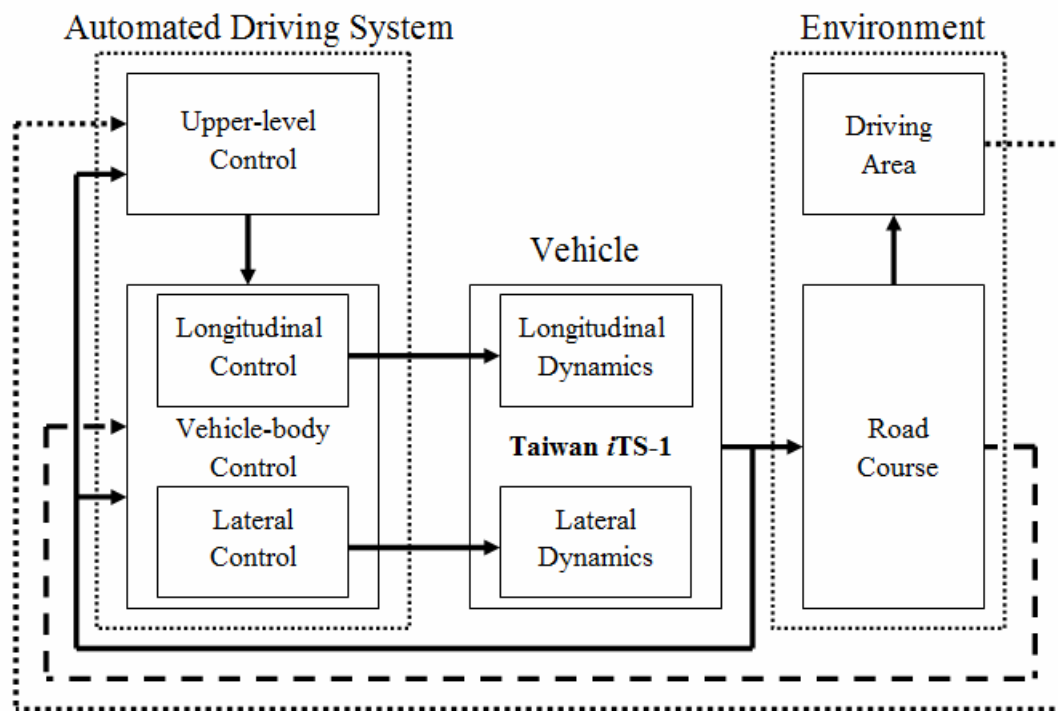 Automated Driving System
Environment
Upper-level
Control
Driving
Area
Vehicle
Longitudinal
Control
Longitudinal
Dynamics
Vehicle-body
Control
Taiwan iTS-1
Road
Course
Lateral
Control
Lateral
Dynamics